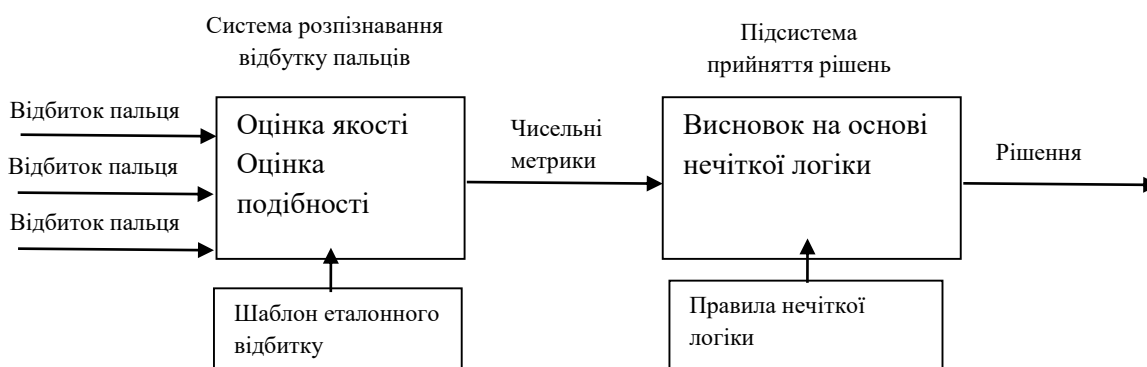 Система розпізнавання
відбутку пальців
Підсистема
прийняття рішень
Відбиток пальця
Відбиток пальця
Відбиток пальця
Оцінка якості
Оцінка
подібності
Чисельні
метрики
Висновок на основі
нечіткої логіки
Рішення
Шаблон еталонного
відбитку
Правила нечіткої
логіки